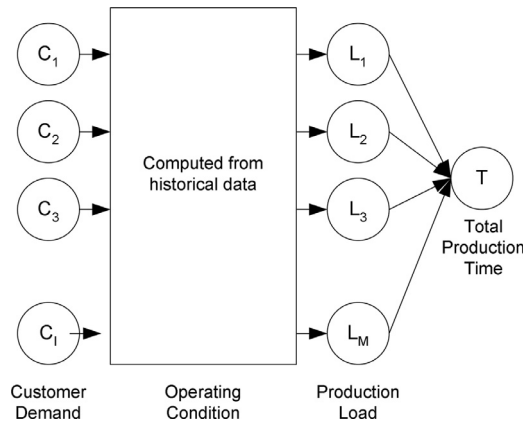 C1
L1
C2
L2
Computed from
historical data
T
C3
L3
Total
Production
Time
CI
LM
Customer
Demand
Operating
Condition
Production
Load